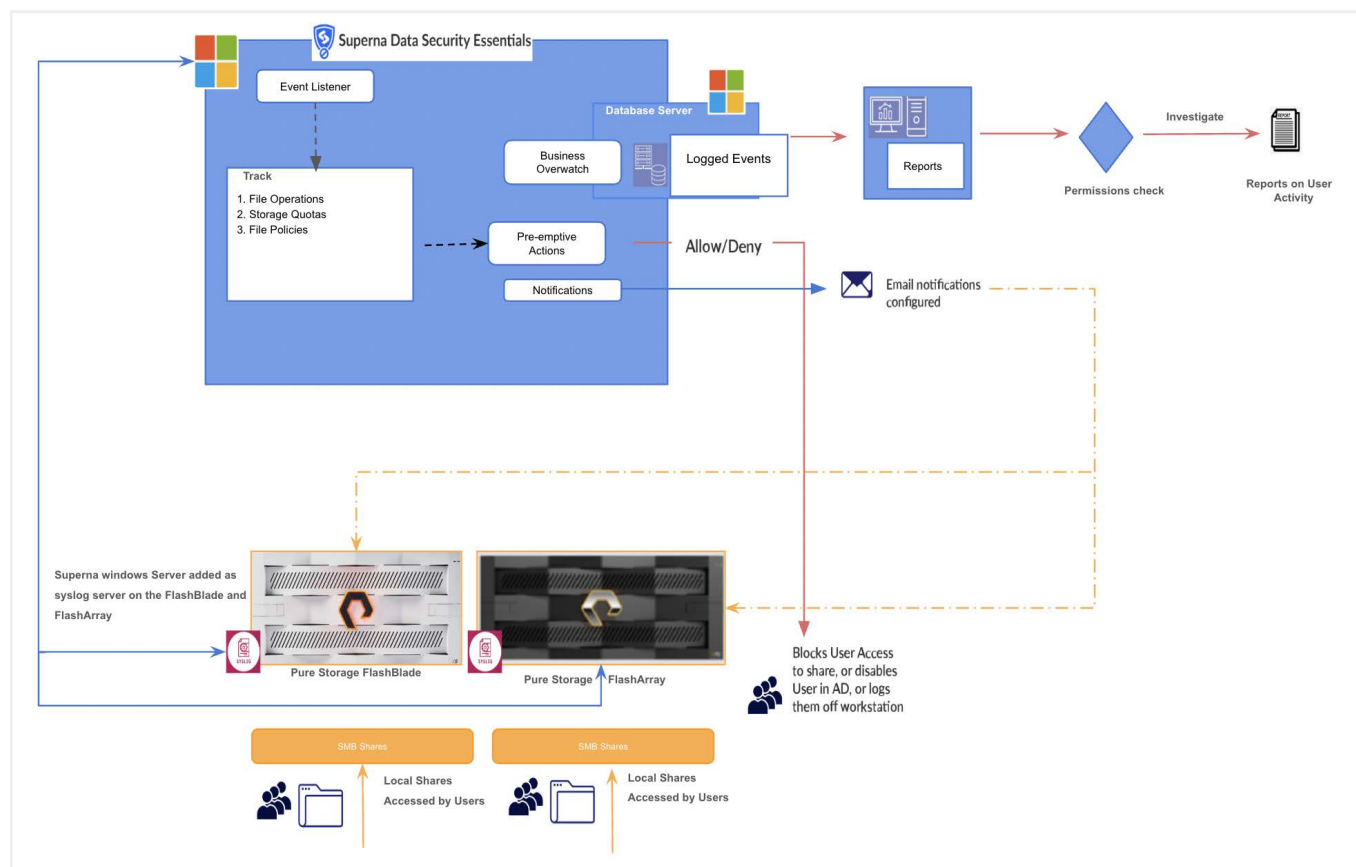 Superna Data Security Essentials
Event Listener
Track
1. File Operations
2. Storage Quotas
3. File Policies
Database Server
Business
Overwatch
Logged Events
Pre-emptive
Actions
Notifications
Reports
Permissions check
Investigate
REPORT
Reports on User
Activity
Allow/Deny
Email notifications
configured
Superna windows Server added as
syslog server on the FlashBlade and
FlashArray
SYSLOG
Pure Storage FlashBlade
SYSLOG
Pure Storage FlashArray
Blocks User Access
to share, or disables
User in AD, or logs
them off workstation
SMB Shares
SMB Shares
Local Shares
Accessed by Users
Local Shares
Accessed by Users